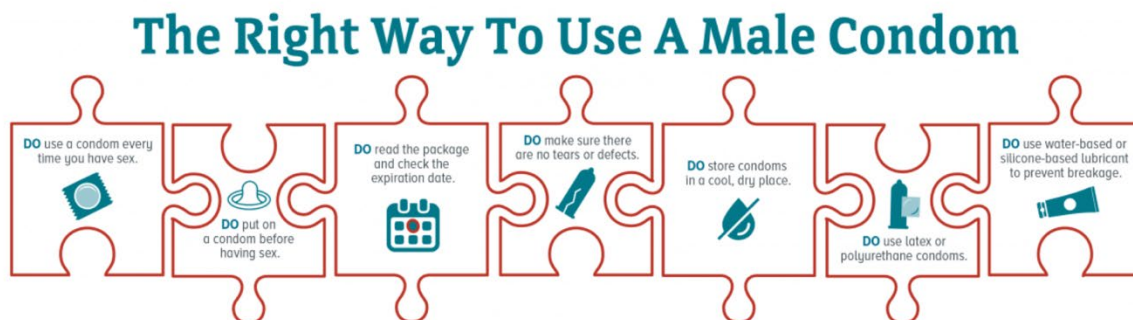 The Right Way To Use A Male Condom
DO use a condom every
time you have sex.
DO put on
a condom before
having sex.
DO read the package
and check the
expiration date.
DO make sure there
are no tears or defects.
DO store condoms
in a cool, dry place.
DO use latex or
polyurethane condoms.
DO use water-based or
silicone-based lubricant
to prevent breakage.